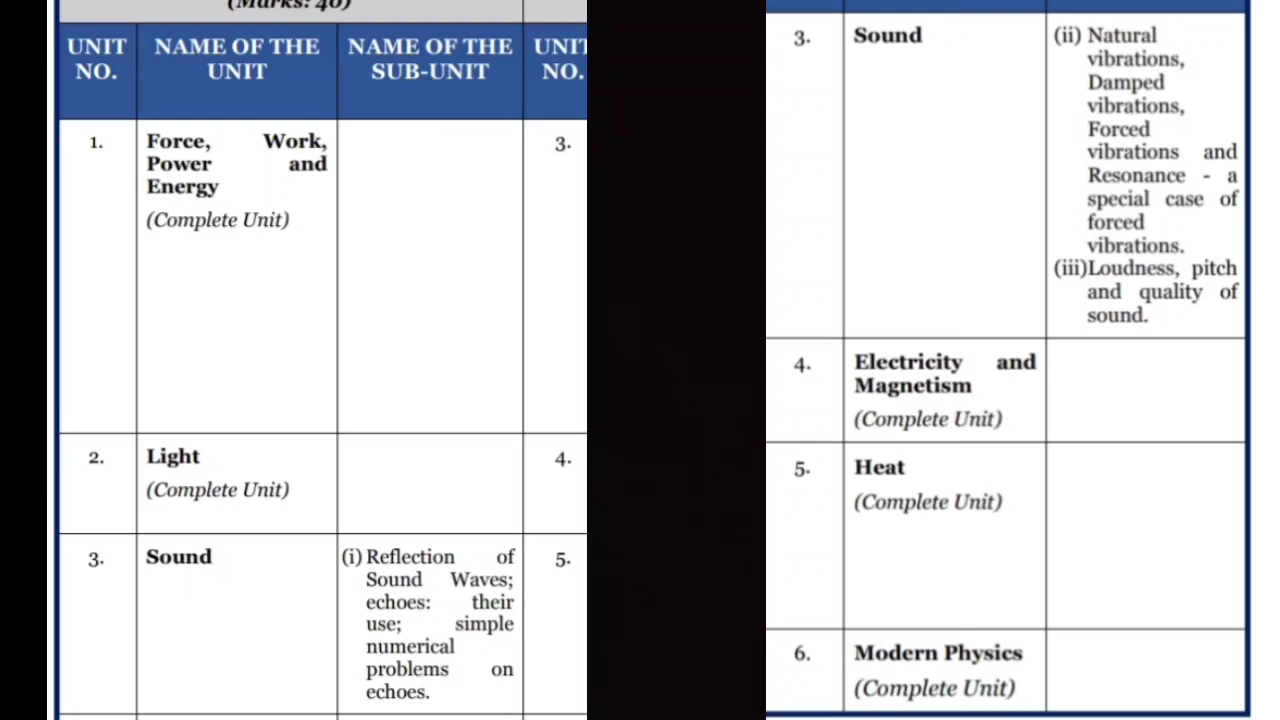 (Marks: 40)
UNIT NO.
NAME OF THE UNIT
NAME OF THE SUB-UNIT
UNIT NO.
1.
Force, Work,
Power and
Energy
(Complete Unit)
3.
2.
Light
(Complete Unit)
4.
3.
Sound
(i) Reflection of
Sound Waves;
echoes: their
use; simple
numerical
problems on
echoes.
5.
3.
Sound
(ii) Natural
vibrations,
Damped
vibrations,
Forced
vibrations and
Resonance - a
special case of
forced
vibrations.
(iii)Loudness, pitch
and quality of
sound.
4.
Electricity and
Magnetism
(Complete Unit)
5.
Heat
(Complete Unit)
6.
Modern Physics
(Complete Unit)